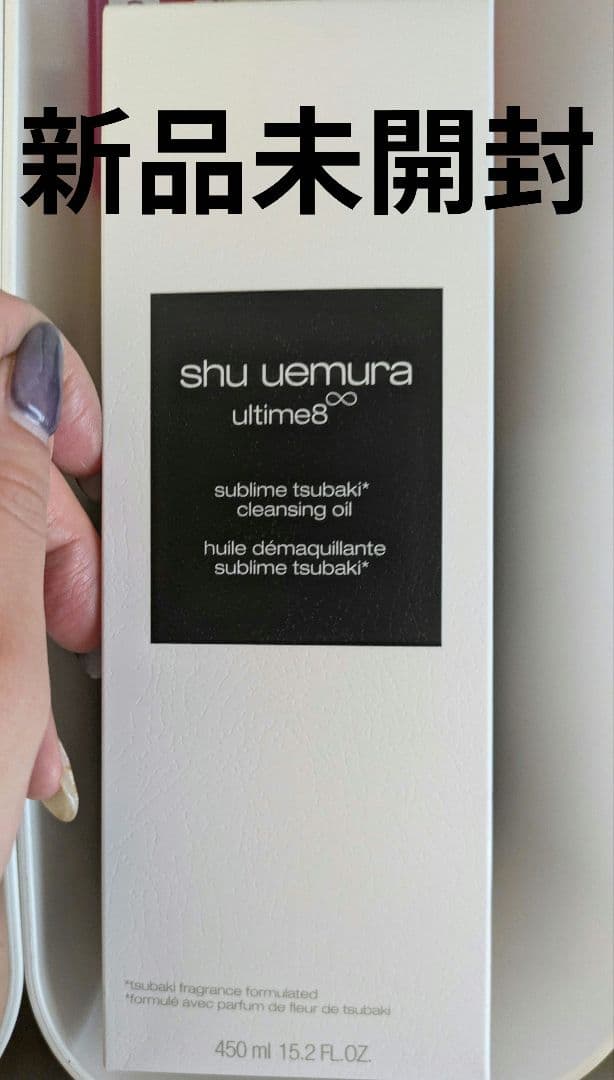 新品未開封
shu uemura
ultime8∞
sublime tsubaki*
cleansing oil
huile démaquillante
sublime tsubaki*
*tsubaki fragrance formulated
*formulé avec parfum de fleur de tsubaki
450 ml 15.2 FL.OZ.